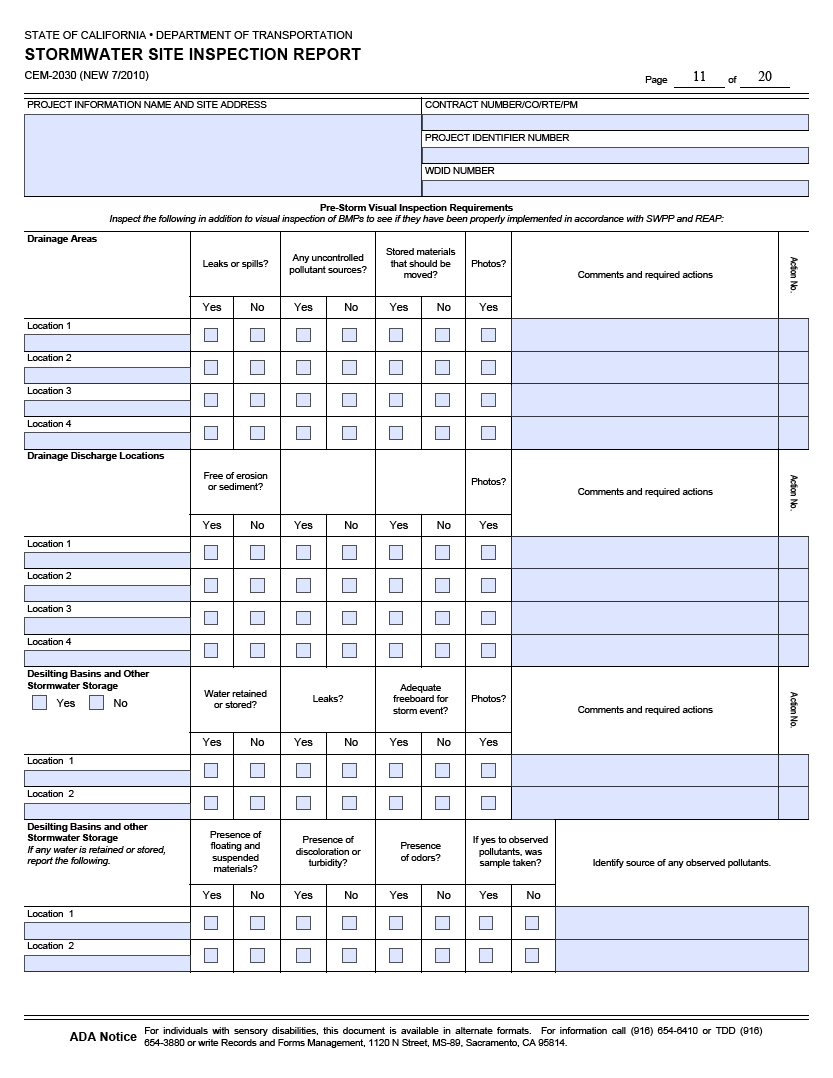 STATE OF CALIFORNIA • DEPARTMENT OF TRANSPORTATION
STORMWATER SITE INSPECTION REPORT
CEM-2030 (NEW 7/2010)
Page 11 of 20
PROJECT INFORMATION NAME AND SITE ADDRESS
CONTRACT NUMBER/CO/RTE/PM
PROJECT IDENTIFIER NUMBER
WDID NUMBER
Pre-Storm Visual Inspection Requirements
Inspect the following in addition to visual inspection of BMPs to see if they have been properly implemented in accordance with SWPP and REAP:
Drainage Areas
Leaks or spills?
Any uncontrolled
pollutant sources?
Stored materials
that should be
moved?
Photos?
Comments and required actions
Action No.
Yes No Yes No Yes No Yes
Location 1
Location 2
Location 3
Location 4
Drainage Discharge Locations
Free of erosion
or sediment?
Photos?
Comments and required actions
Action No.
Yes No Yes No Yes No Yes
Location 1
Location 2
Location 3
Location 4
Desilting Basins and Other
Stormwater Storage
Yes No
Water retained
or stored?
Leaks?
Adequate
freeboard for
storm event?
Photos?
Comments and required actions
Action No.
Yes No Yes No Yes No Yes
Location 1
Location 2
Desilting Basins and other
Stormwater Storage
If any water is retained or stored,
report the following.
Presence of
floating and
suspended
materials?
Presence of
discoloration or
turbidity?
Presence
of odors?
If yes to observed
pollutants, was
sample taken?
Identify source of any observed pollutants.
Yes No Yes No Yes No Yes No
Location 1
Location 2
ADA Notice
For individuals with sensory disabilities, this document is available in alternate formats. For information call (916) 654-6410 or TDD (916)
654-3880 or write Records and Forms Management, 1120 N Street, MS-89, Sacramento, CA 95814.